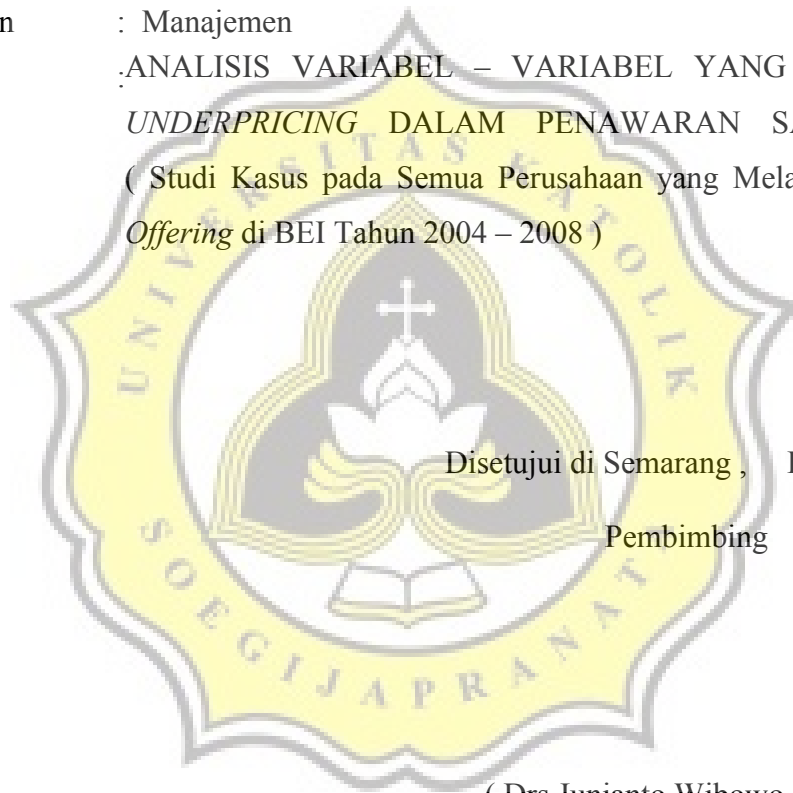 : Manajemen
: ANALISIS VARIABEL – VARIABEL YANG
UNDERPRICING DALAM PENAWARAN
( Studi Kasus pada Semua Perusahaan yang
Offering di BEI Tahun 2004 – 2008 )
UNIVERSITAS KATOLIK
Disetujui di Semarang ,
Pembimbing
SOEGIJAPRANATA
( Drs Junianto Wibowo